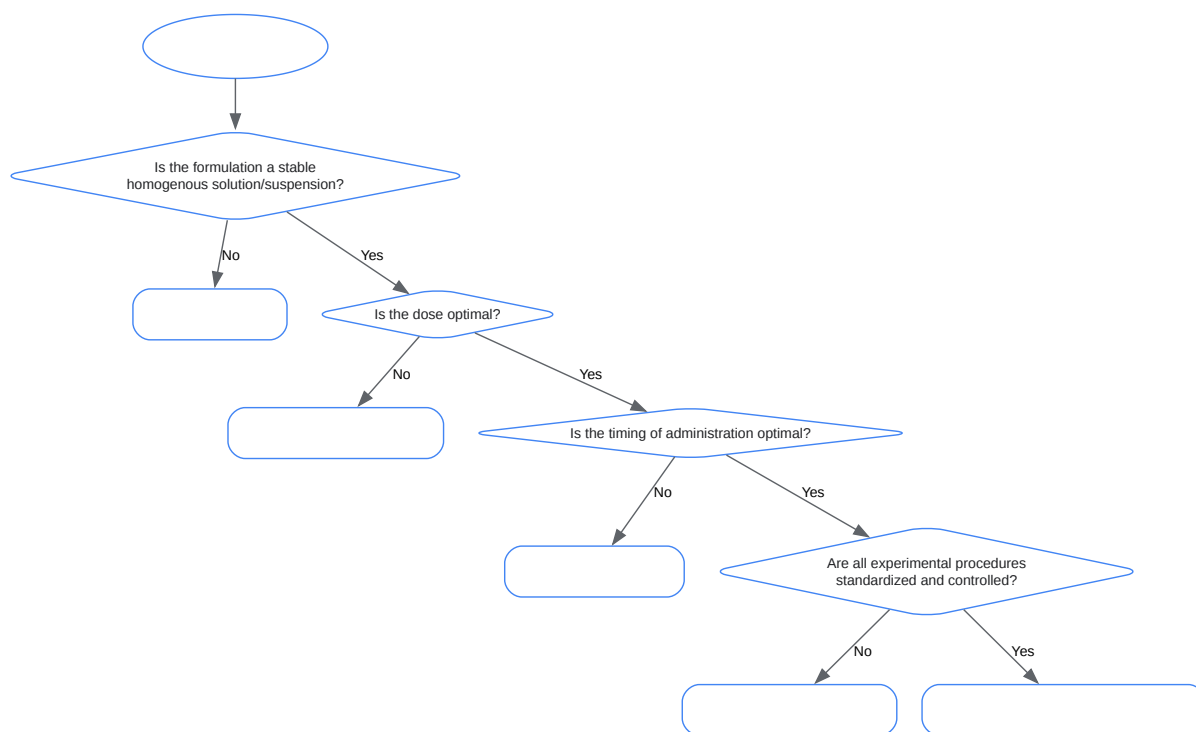 Is the formulation a stable
homogenous solution/suspension?
No
Yes
Is the dose optimal?
No
Yes
Is the timing of administration optimal?
No
Yes
Are all experimental procedures
standardized and controlled?
No
Yes